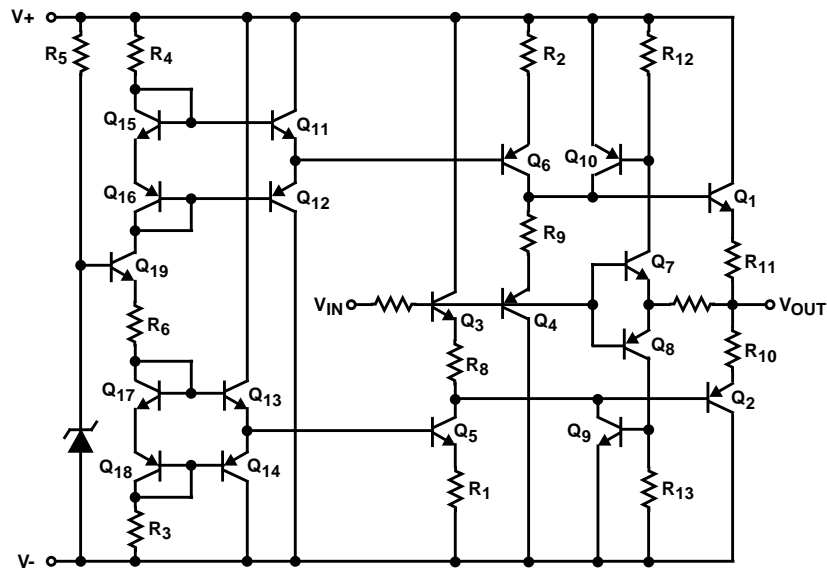 V+
R5 R4 R2 R12
Q15 Q11
Q6 Q10
Q16 Q12 Q1
R9
Q19 Q7 R11
VIN Q3 Q4 VOUT
R6 Q8
R8 R10
Q17 Q13
Q5 Q9 Q2
Q18 Q14
R1 R13
R3
V-